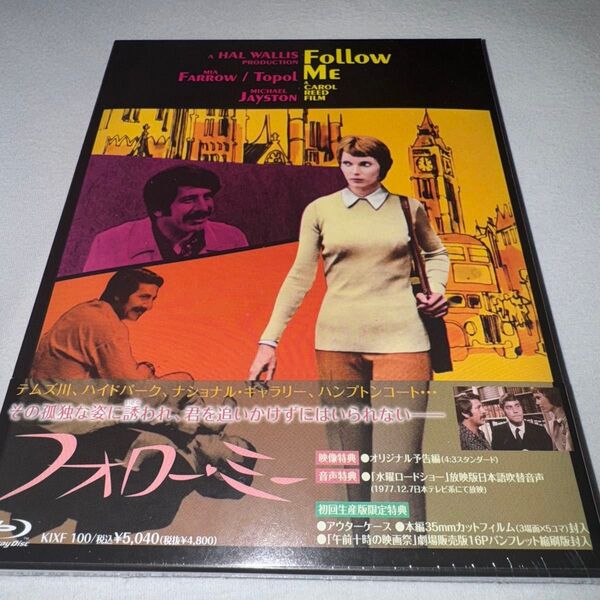 A HAL WALLIS
PRODUCTION
MIA
FARROW / Topol
MICHAEL
JAYSTON
Follow
Me
A
CAROL
REED
FILM
テムズ川、ハイドパーク、ナショナル・ギャラリー、ハンプトンコート…
その孤独な姿に誘われ、君を追いかけずにはいられない――
フォロー・ミー
映像特典 ●オリジナル予告編(4:3スタンダード)
音声特典 ●「水曜ロードショー」放映版日本語吹替音声
(1977.12.7日本テレビ系にて放映)
初回生産版限定特典
●アウターケース ●本編35mmカットフィルム(3場面×5コマ)封入
●「午前十時の映画祭」劇場販売版16Pパンフレット縮刷版封入
Blu-ray Disc
KIXF 100/税込¥5,040(税抜¥4,800)